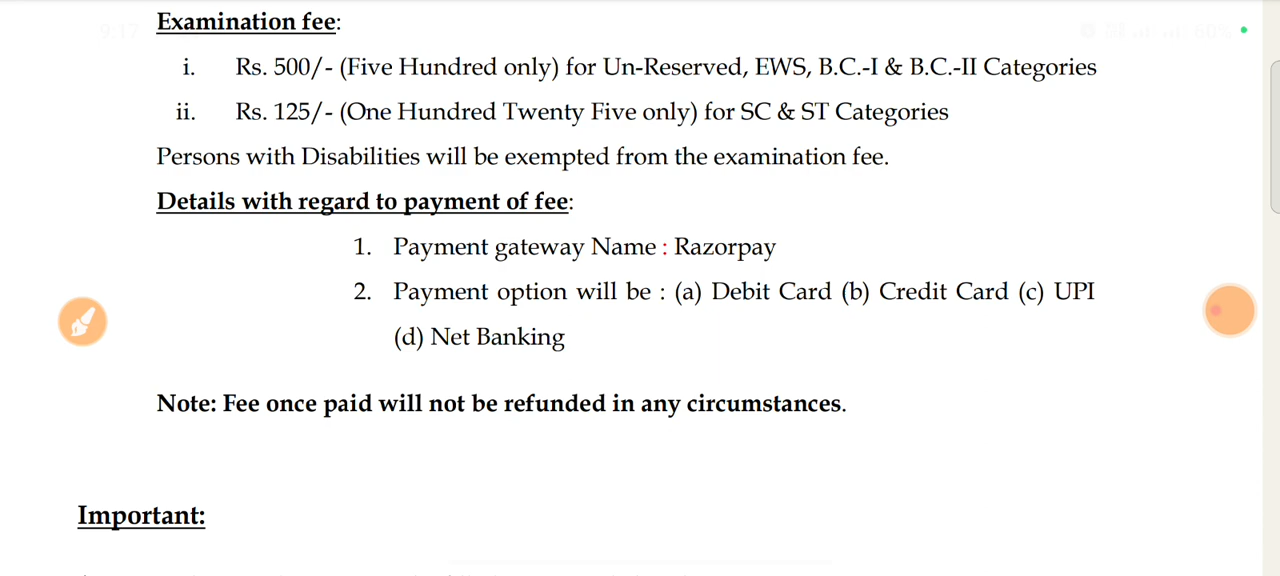 9:17 60%
Examination fee:
i. Rs. 500/- (Five Hundred only) for Un-Reserved, EWS, B.C.-I & B.C.-II Categories
ii. Rs. 125/- (One Hundred Twenty Five only) for SC & ST Categories
Persons with Disabilities will be exempted from the examination fee.
Details with regard to payment of fee:
1. Payment gateway Name : Razorpay
2. Payment option will be : (a) Debit Card (b) Credit Card (c) UPI
(d) Net Banking
Note: Fee once paid will not be refunded in any circumstances.
Important: